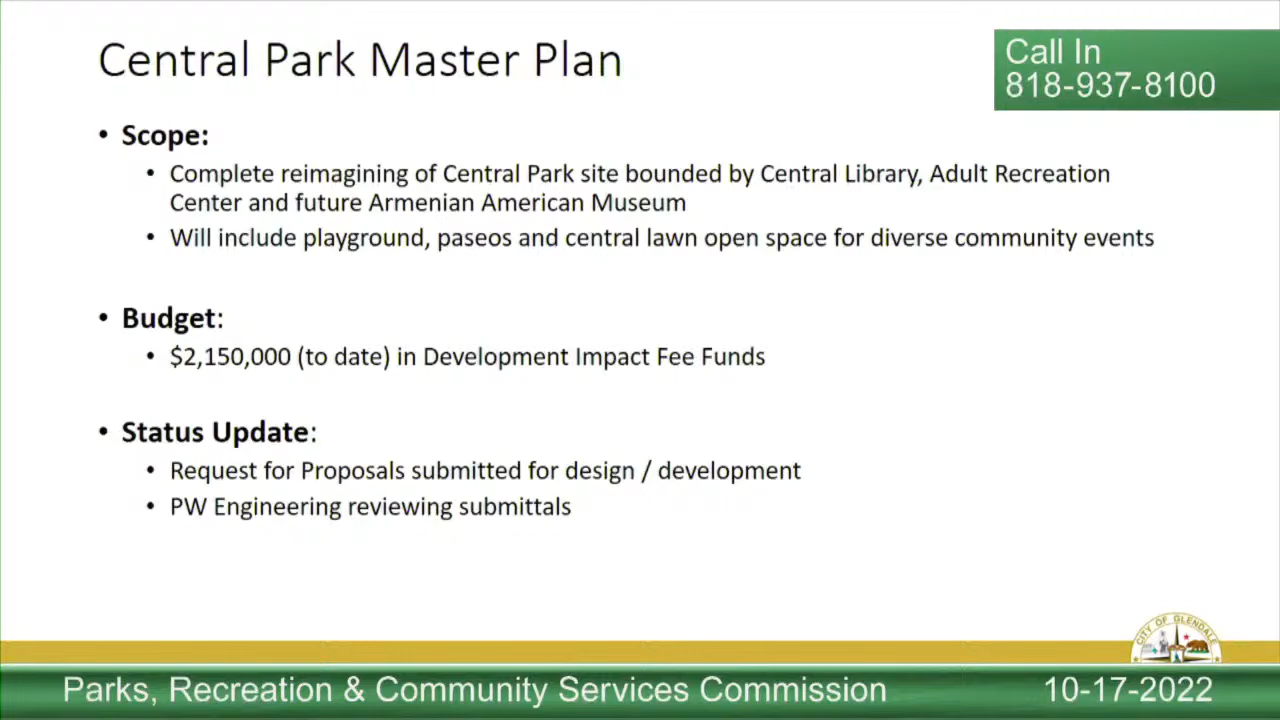 Central Park Master Plan
Call In
818-937-8100
• Scope:
• Complete reimagining of Central Park site bounded by Central Library, Adult Recreation
Center and future Armenian American Museum
• Will include playground, paseos and central lawn open space for diverse community events
• Budget:
• $2,150,000 (to date) in Development Impact Fee Funds
• Status Update:
• Request for Proposals submitted for design / development
• PW Engineering reviewing submittals
CITY OF GLENDALE
Parks, Recreation & Community Services Commission
10-17-2022